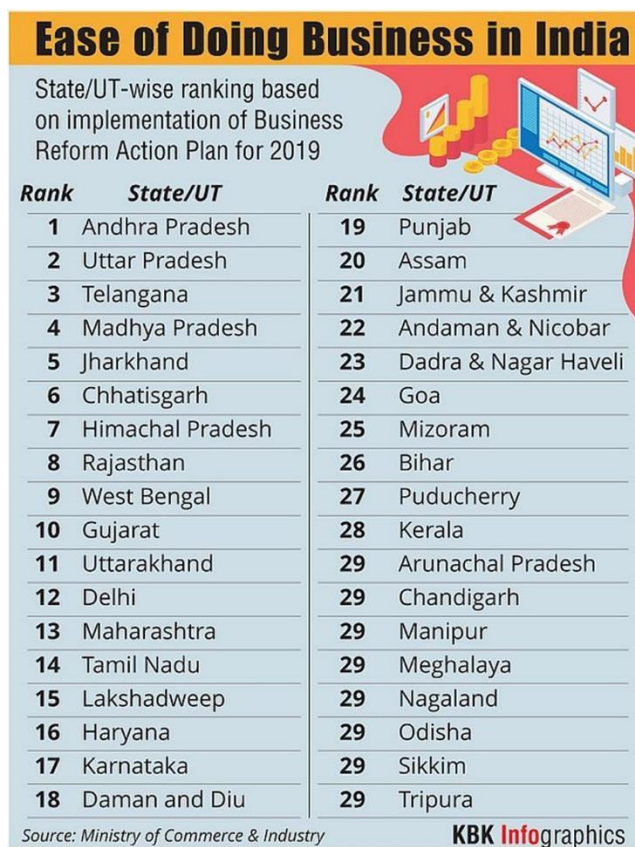 Ease of Doing Business in India
State/UT-wise ranking based
on implementation of Business
Reform Action Plan for 2019
Rank State/UT
1 Andhra Pradesh
2 Uttar Pradesh
3 Telangana
4 Madhya Pradesh
5 Jharkhand
6 Chhatisgarh
7 Himachal Pradesh
8 Rajasthan
9 West Bengal
10 Gujarat
11 Uttarakhand
12 Delhi
13 Maharashtra
14 Tamil Nadu
15 Lakshadweep
16 Haryana
17 Karnataka
18 Daman and Diu
Rank State/UT
19 Punjab
20 Assam
21 Jammu & Kashmir
22 Andaman & Nicobar
23 Dadra & Nagar Haveli
24 Goa
25 Mizoram
26 Bihar
27 Puducherry
28 Kerala
29 Arunachal Pradesh
29 Chandigarh
29 Manipur
29 Meghalaya
29 Nagaland
29 Odisha
29 Sikkim
29 Tripura
Source: Ministry of Commerce & Industry
KBK Infographics